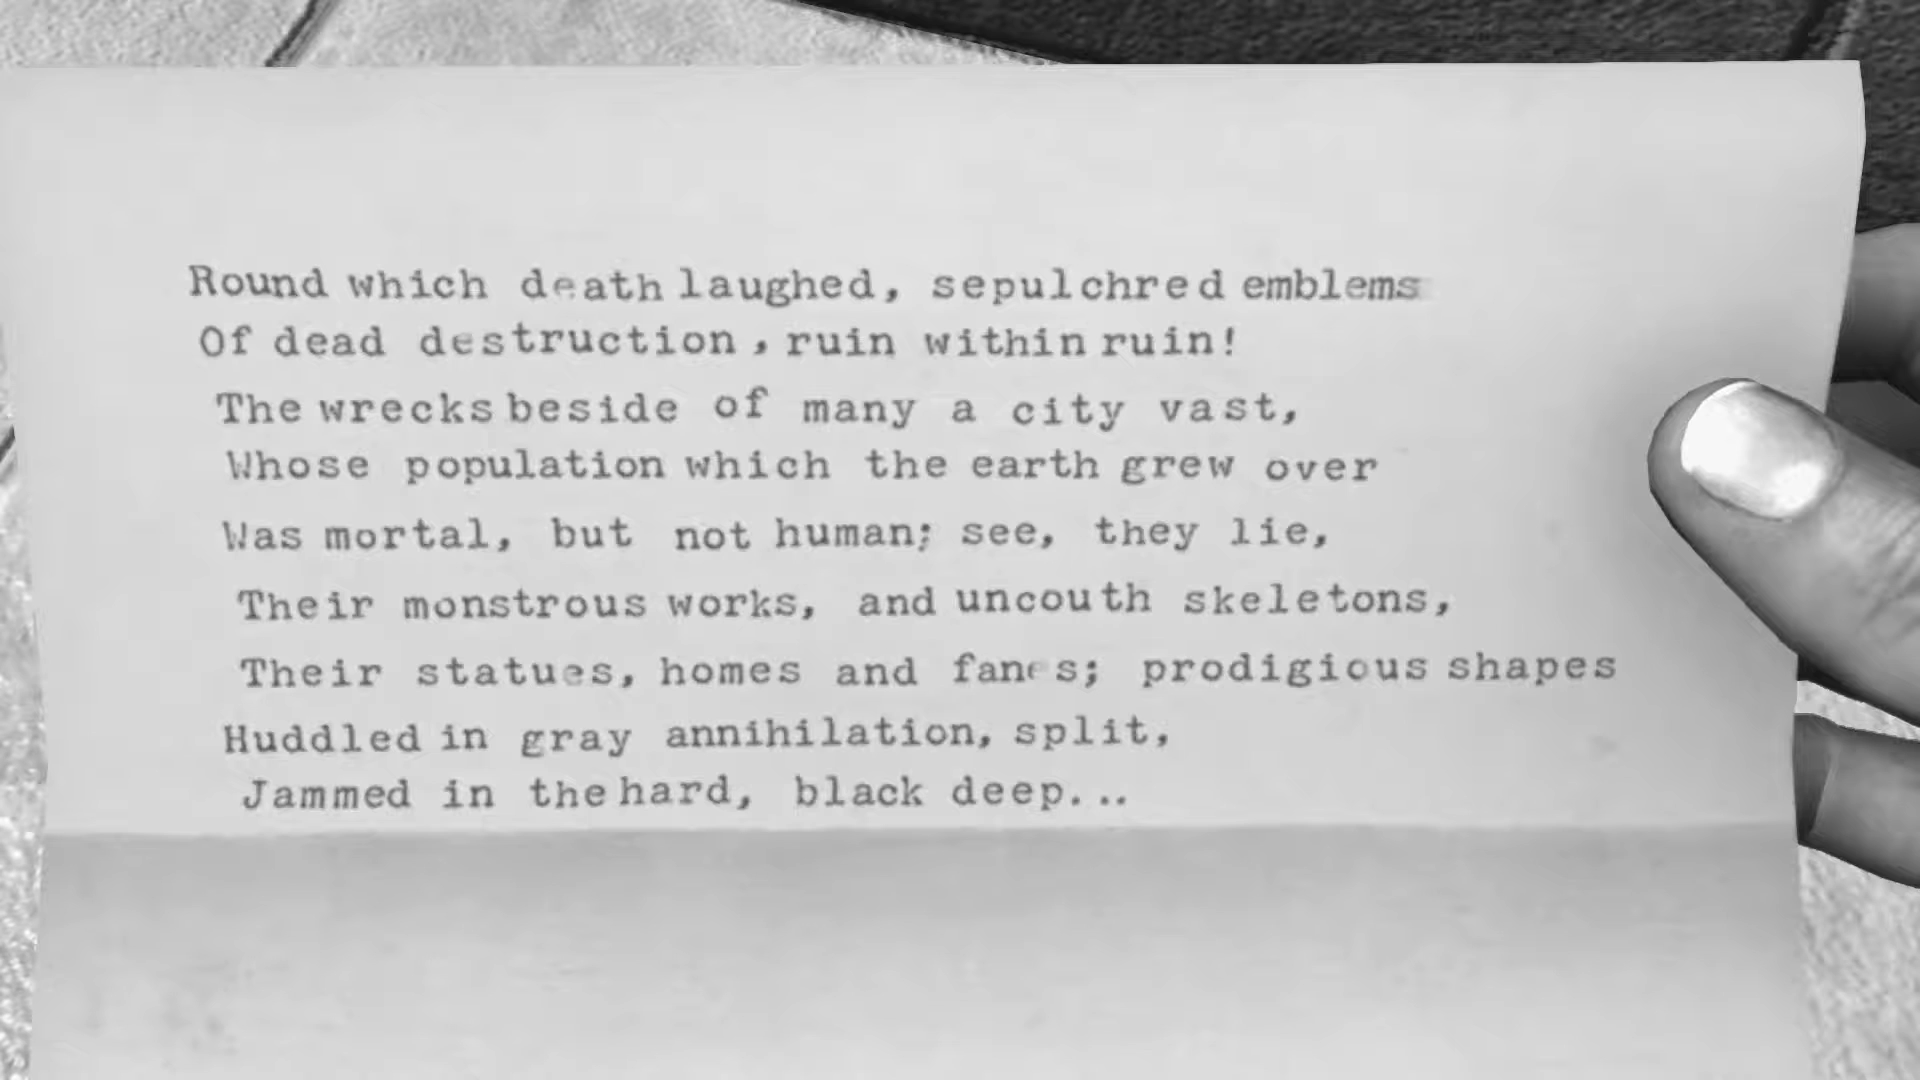 Round which death laughed, sepulchred emblems
Of dead destruction, ruin within ruin!
The wrecks beside of many a city vast,
Whose population which the earth grew over
Was mortal, but not human; see, they lie,
Their monstrous works, and uncouth skeletons,
Their statues, homes and fanes; prodigious shapes
Huddled in gray annihilation, split,
Jammed in the hard, black deep...